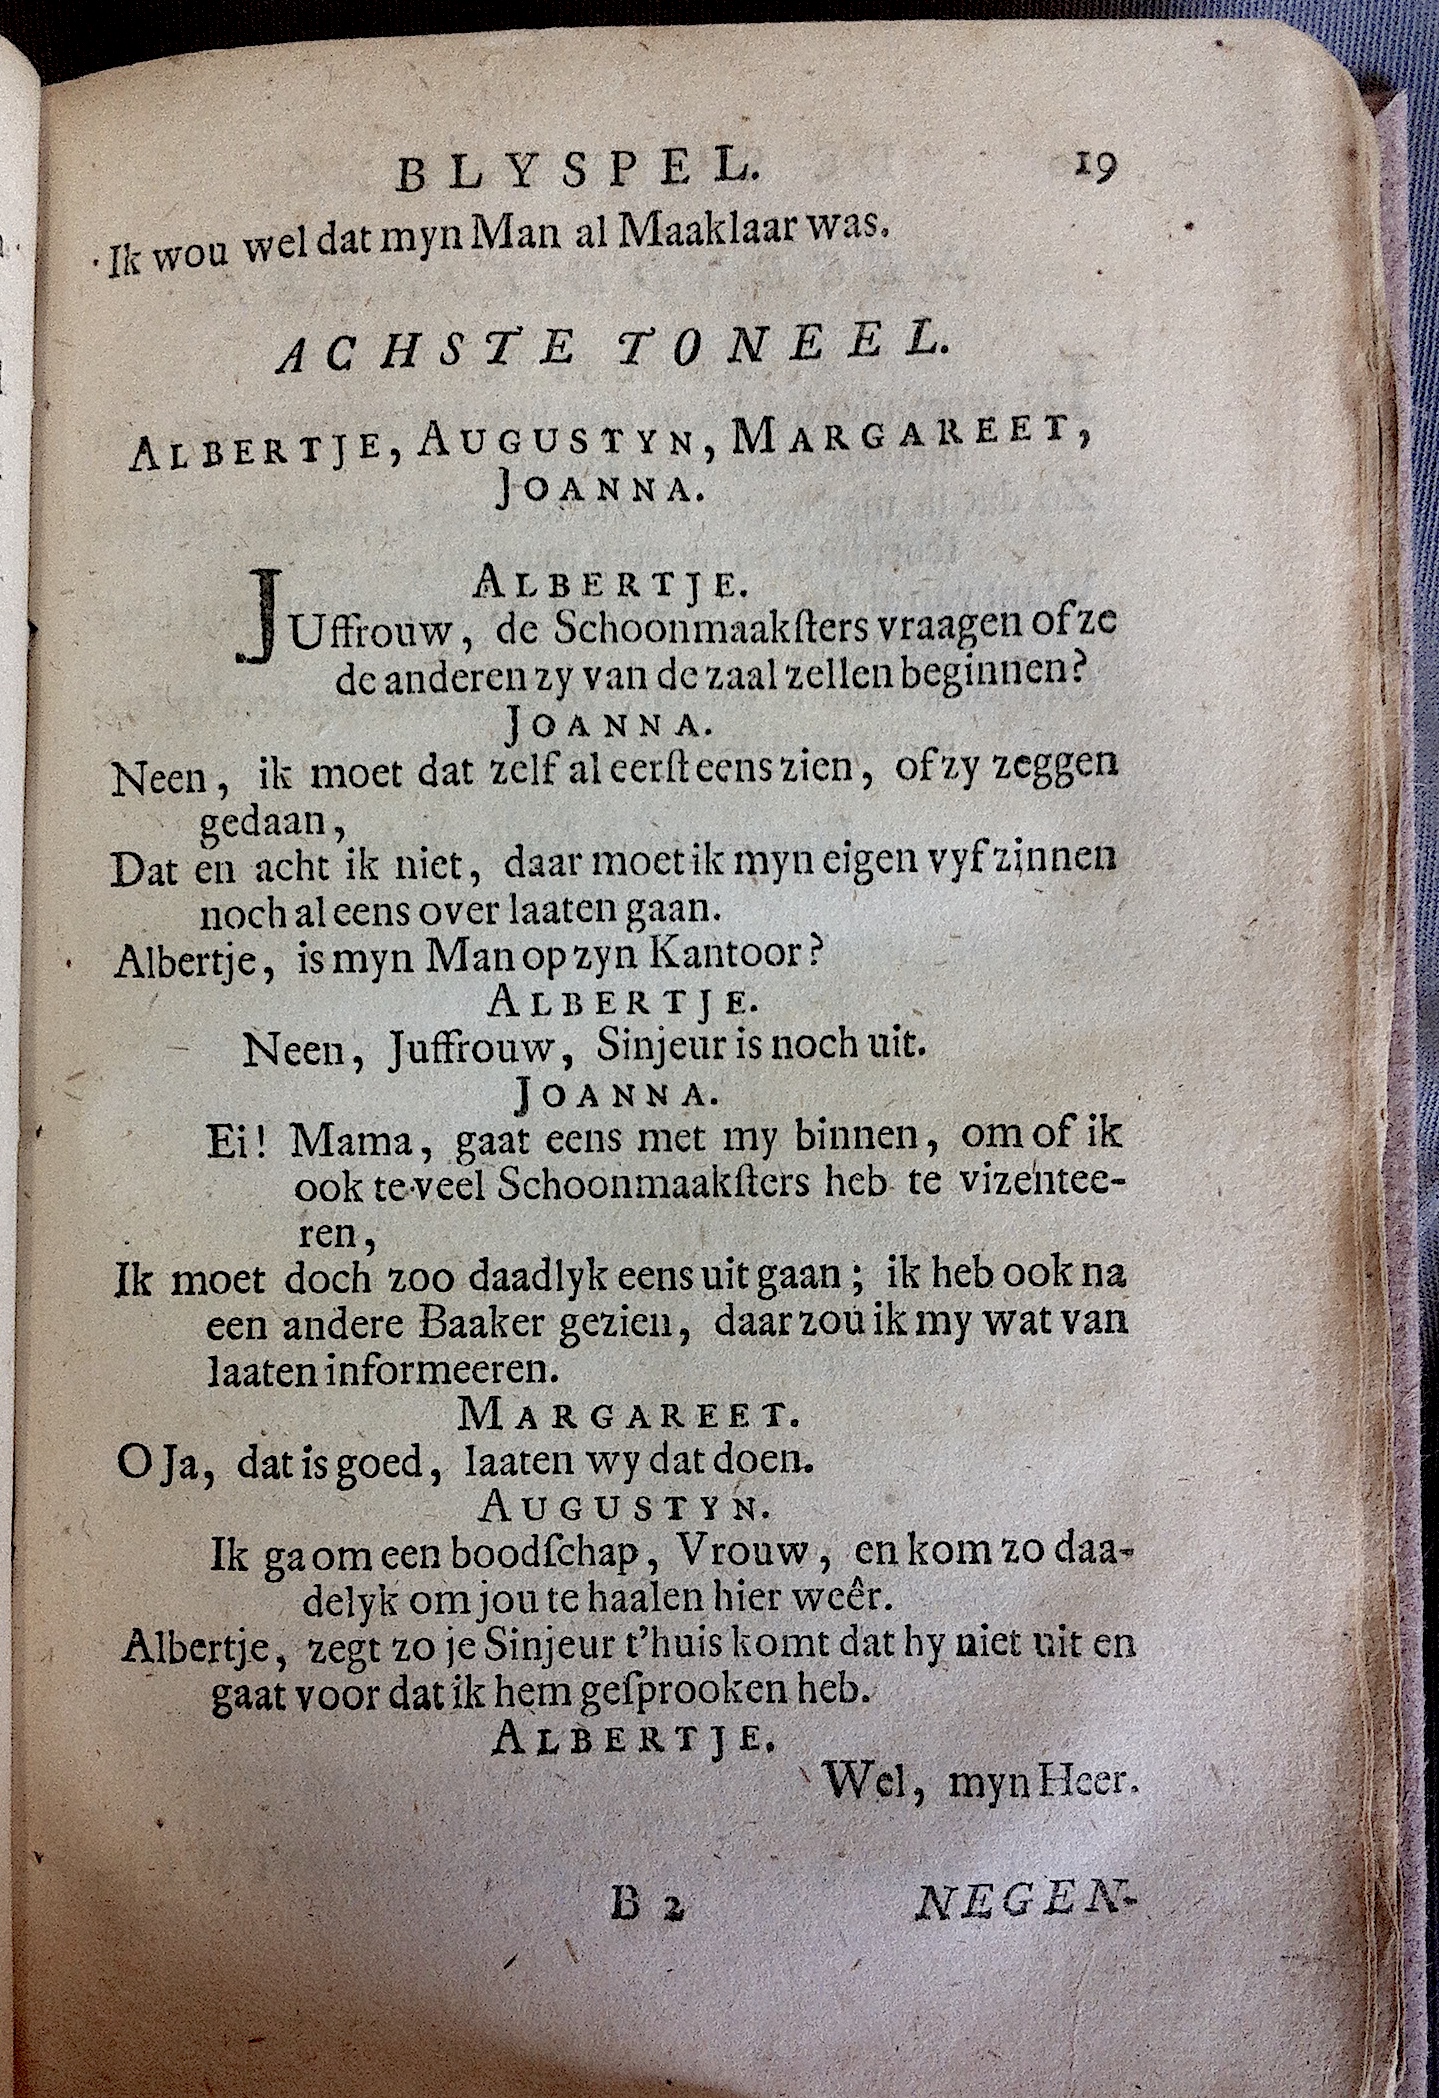 BLYSPEL. 19
Ik wou wel dat myn Man al Maaklaar was.
ACHSTE TONEEL.
ALBERTJE, AUGUSTYN, MARGAREET,
JOANNA.
ALBERTJE.
JUffrouw, de Schoonmaakſters vraagen of ze
de anderen zy van de zaal zellen beginnen?
JOANNA.
Neen, ik moet dat zelf al eerſt eens zien, of zy zeggen
gedaan,
Dat en acht ik niet, daar moet ik myn eigen vyf zinnen
noch al eens over laaten gaan.
Albertje, is myn Man op zyn Kantoor?
ALBERTJE.
Neen, Juffrouw, Sinjeur is noch uit.
JOANNA.
Ei! Mama, gaat eens met my binnen, om of ik
ook te veel Schoonmaakſters heb te vizentee-
ren,
Ik moet doch zoo daadlyk eens uit gaan; ik heb ook na
een andere Baaker gezien, daar zou ik my wat van
laaten informeeren.
MARGAREET.
O Ja, dat is goed, laaten wy dat doen.
AUGUSTYN.
Ik ga om een boodſchap, Vrouw, en kom zo daa-
delyk om jou te haalen hier weêr.
Albertje, zegt zo je Sinjeur t'huis komt dat hy niet uit en
gaat voor dat ik hem geſprooken heb.
ALBERTJE.
Wel, myn Heer.
B 2 NEGEN-